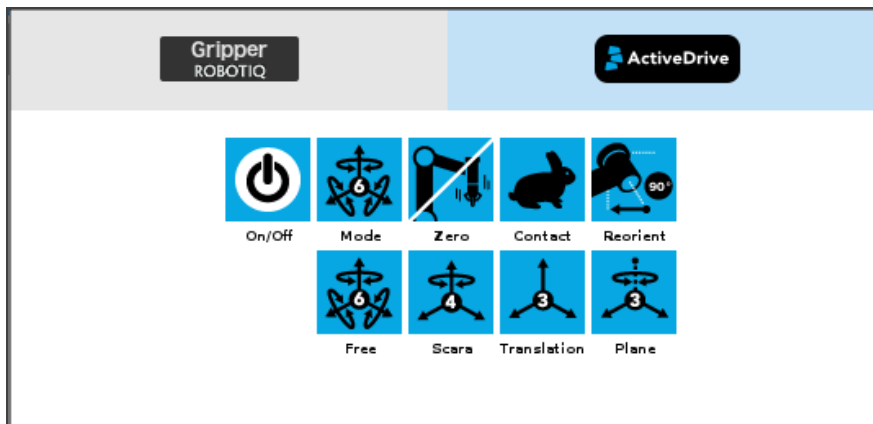 Gripper
ROBOTIQ
ActiveDrive
6
90°
On/Off Mode Zero Contact Reorient
6 4 3 3
Free Scara Translation Plane